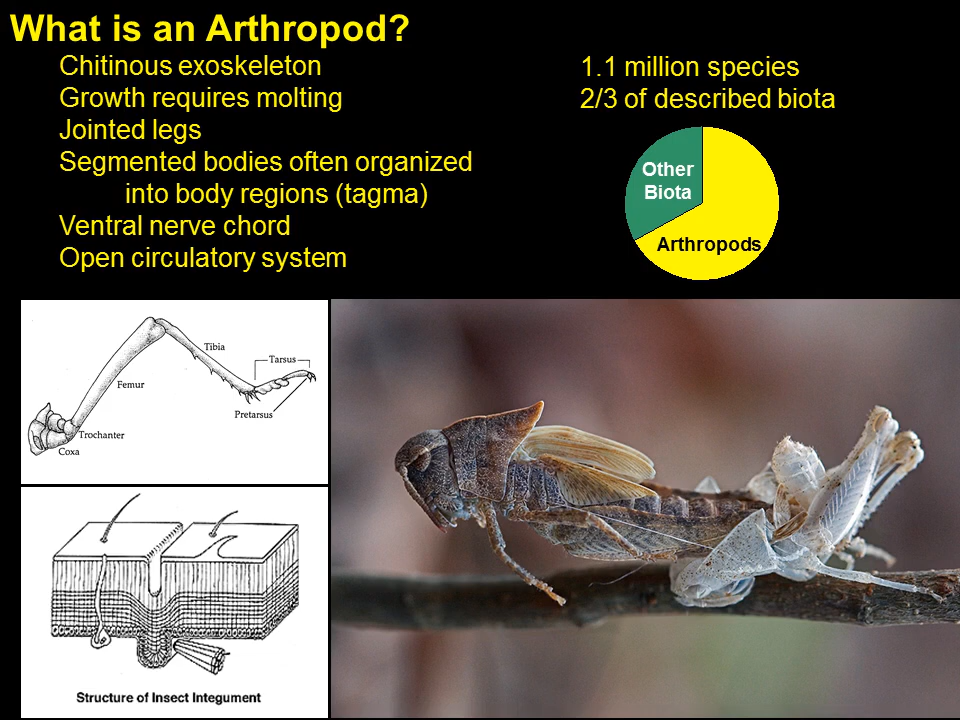 What is an Arthropod?
Chitinous exoskeleton
Growth requires molting
Jointed legs
Segmented bodies often organized
into body regions (tagma)
Ventral nerve chord
Open circulatory system
1.1 million species
2/3 of described biota
Other
Biota
Arthropods
Tibia
Tarsus
Femur
Pretarsus
Trochanter
Coxa
Structure of Insect Integument